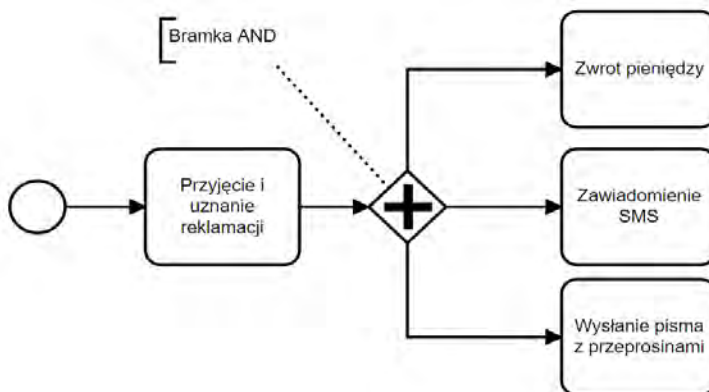 Bramka AND
Zwrot pieniędzy
Przyjęcie i
uznanie
reklamacji
Zawiadomienie
SMS
Wysłanie pisma
z przeprosinami